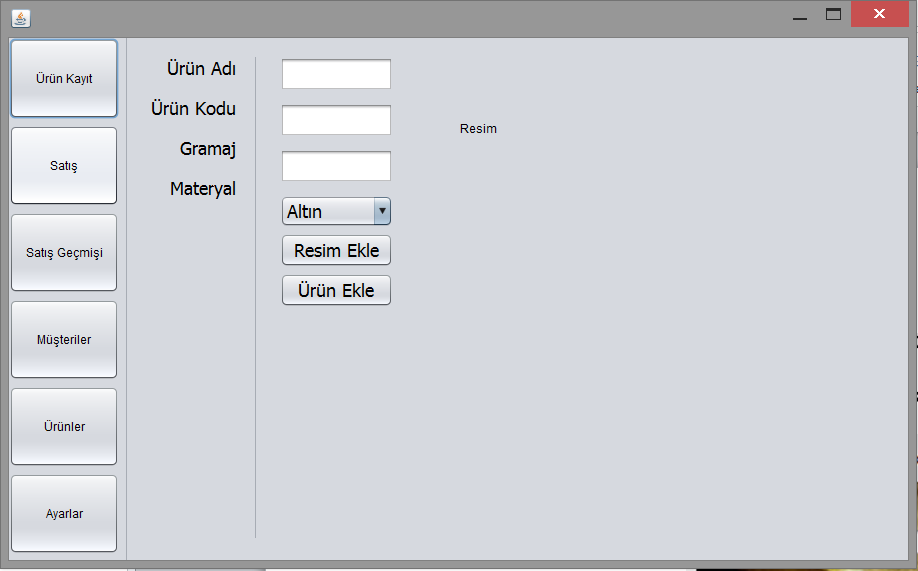 Ürün Kayıt
Satış
Satış Geçmişi
Müşteriler
Ürünler
Ayarlar
Ürün Adı
Ürün Kodu
Gramaj
Materyal
Altın
Resim Ekle
Ürün Ekle
Resim